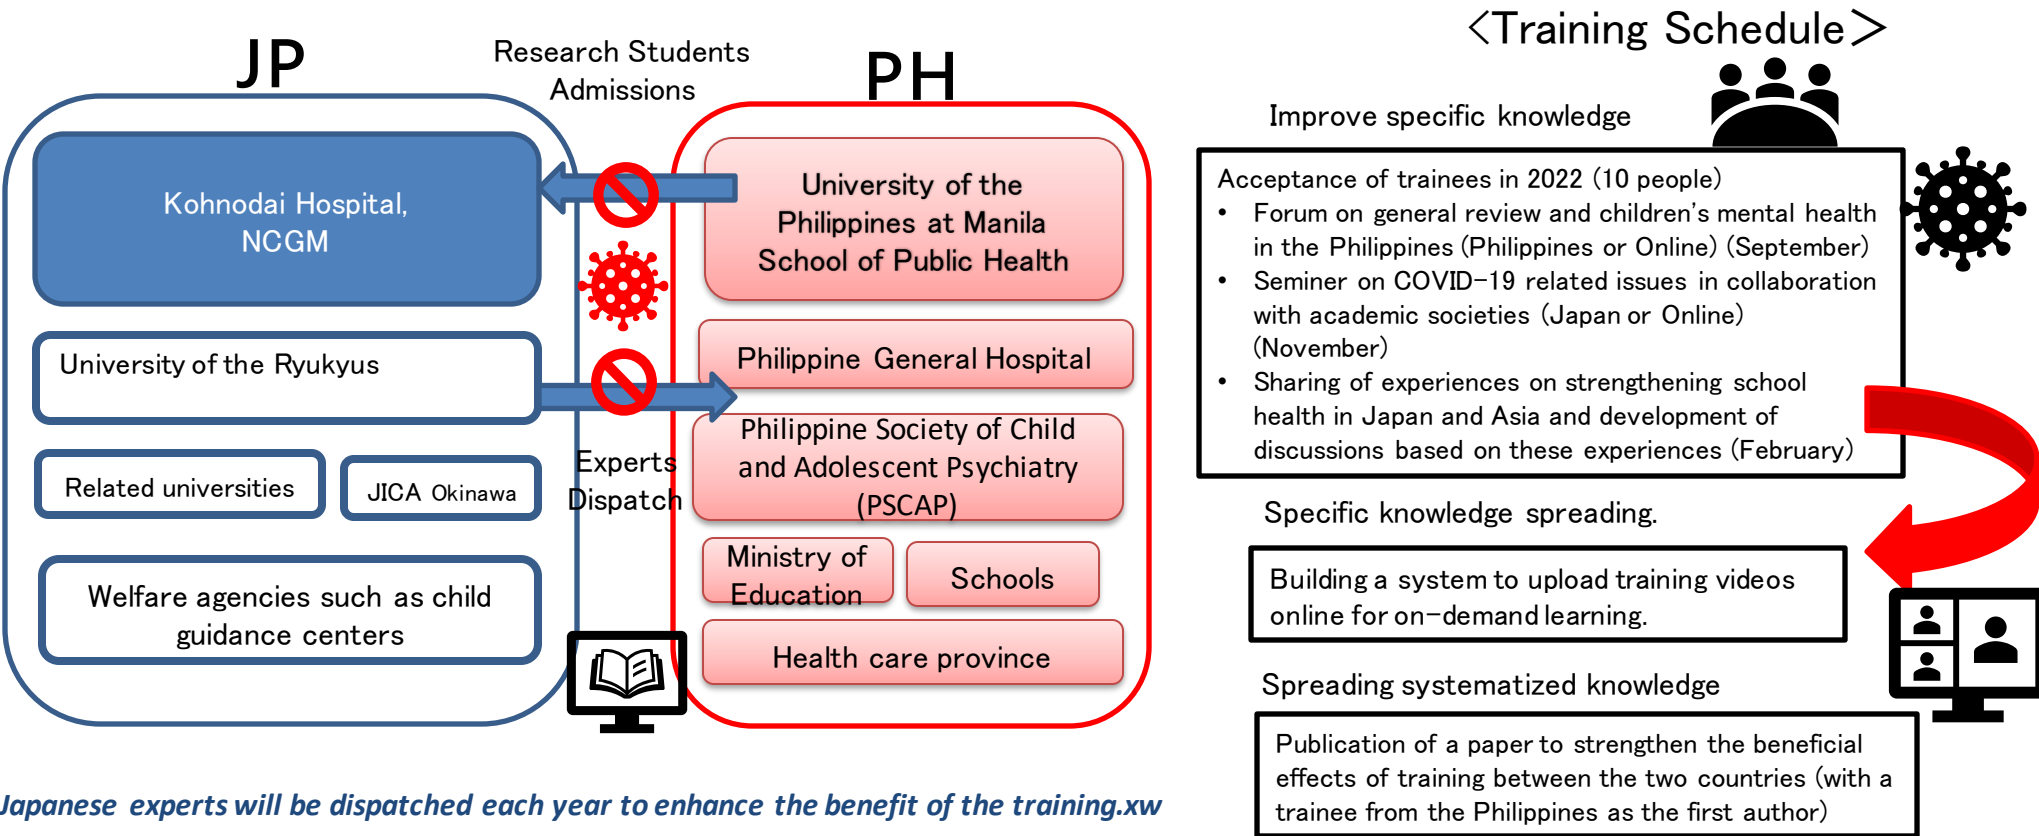 JP
Research Students
Admissions
PH
Kohnodai Hospital,
NCGM
University of the Ryukyus
Related universities
JICA Okinawa
Welfare agencies such as child
guidance centers
Experts
Dispatch
University of the
Philippines at Manila
School of Public Health
Philippine General Hospital
Philippine Society of Child
and Adolescent Psychiatry
(PSCAP)
Ministry of
Education
Schools
Health care province
Japanese experts will be dispatched each year to enhance the benefit of the training.xw
＜Training Schedule＞
Improve specific knowledge
Acceptance of trainees in 2022 (10 people)
• Forum on general review and children's mental health
in the Philippines (Philippines or Online) (September)
• Seminer on COVID-19 related issues in collaboration
with academic societies (Japan or Online)
(November)
• Sharing of experiences on strengthening school
health in Japan and Asia and development of
discussions based on these experiences (February)
Specific knowledge spreading.
Building a system to upload training videos
online for on-demand learning.
Spreading systematized knowledge
Publication of a paper to strengthen the beneficial
effects of training between the two countries (with a
trainee from the Philippines as the first author)